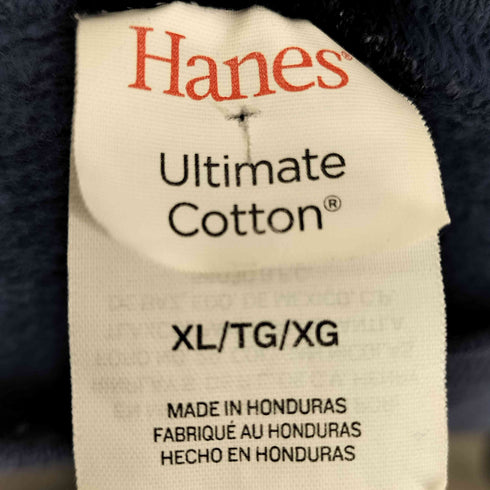 Hanes®
Ultimate
Cotton®
XL/TG/XG
MADE IN HONDURAS
FABRIQUÉ AU HONDURAS
HECHO EN HONDURAS